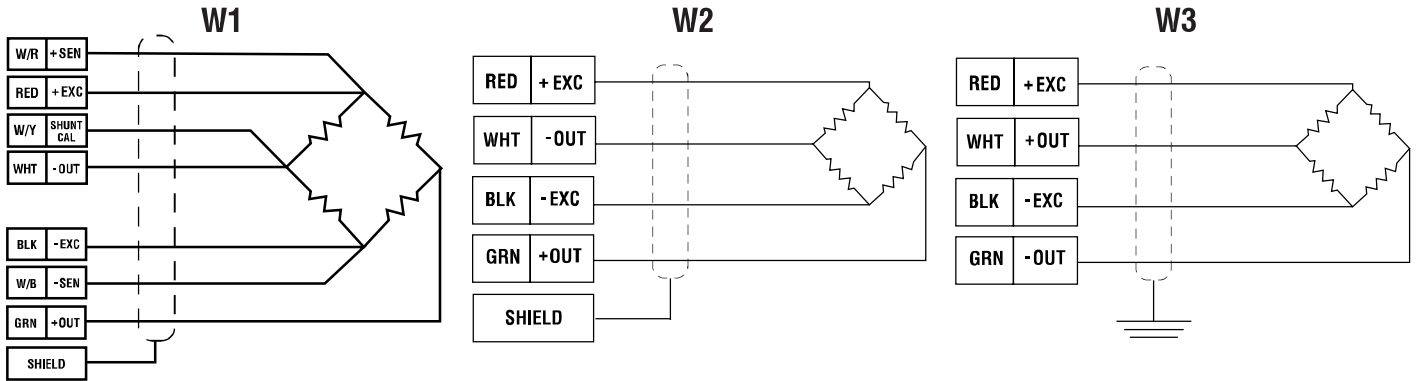 W1
W/R +SEN
RED +EXC
W/Y SHUNT CAL
WHT -OUT
BLK -EXC
W/B -SEN
GRN +OUT
SHIELD
W2
RED + EXC
WHT -OUT
BLK -EXC
GRN +OUT
SHIELD
W3
RED +EXC
WHT +OUT
BLK -EXC
GRN -OUT